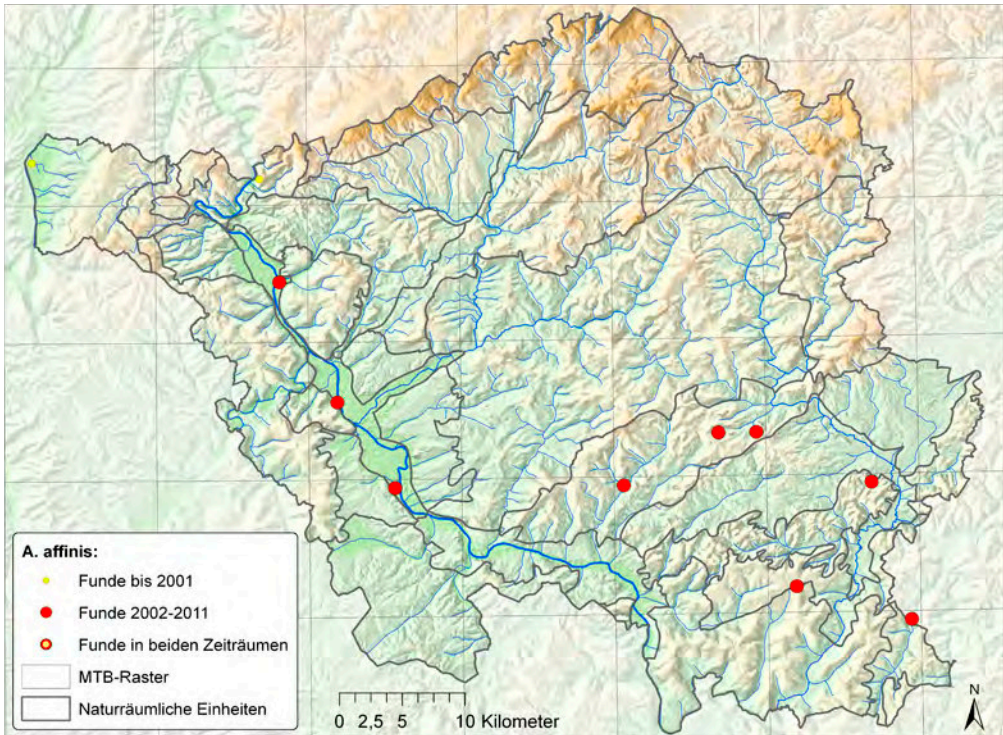 A. affinis:
Funde bis 2001
Funde 2002-2011
Funde in beiden Zeiträumen
MTB-Raster
Naturräumliche Einheiten
0 2,5 5 10 Kilometer
N